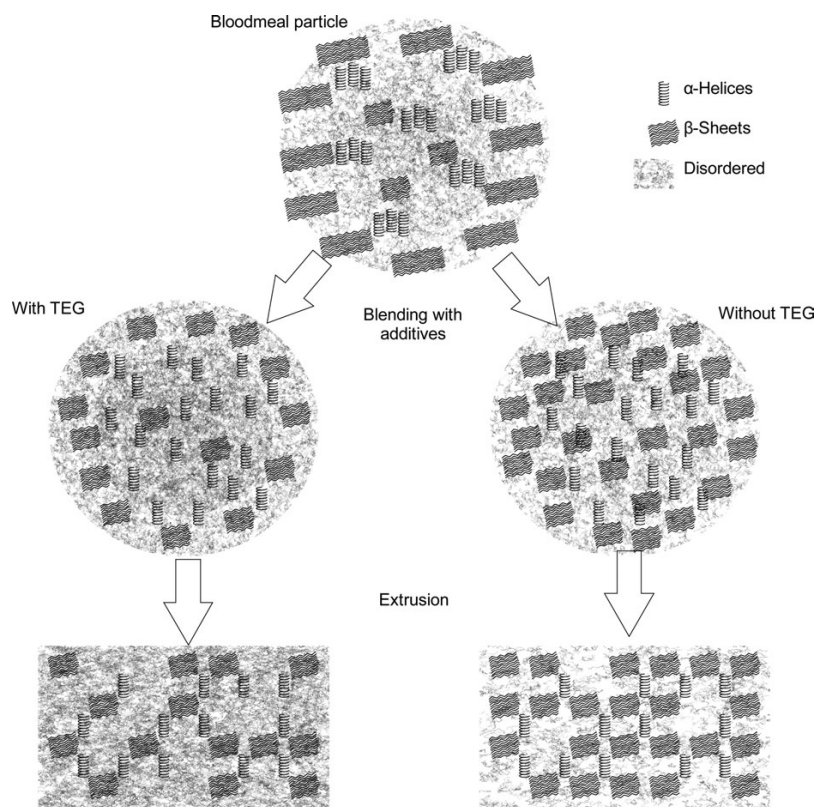 Bloodmeal particle
α-Helices
β-Sheets
Disordered
With TEG
Blending with
additives
Without TEG
Extrusion